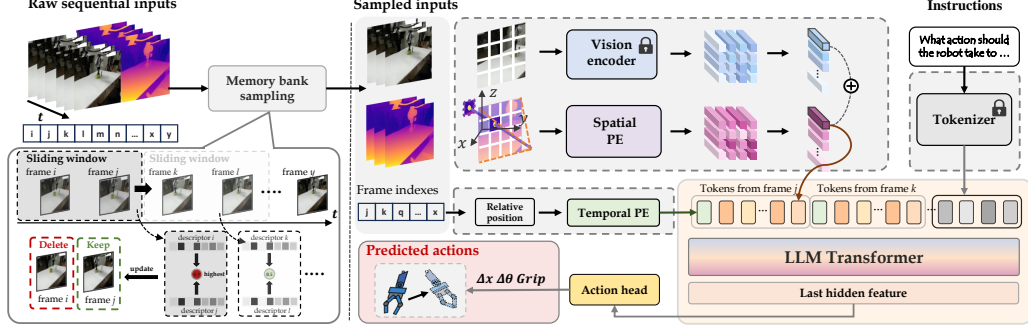 Raw sequential inputs
Sampled inputs
Instructions
Memory bank
sampling
t
i j k l m n ... x y
Sliding window
Sliding window
frame i
frame j
frame k
frame l
frame y
t
Delete
Keep
update
frame i
frame j
descriptor i
highest
descriptor j
descriptor k
descriptor l
Vision
encoder
Z
y
x
Spatial
PE
What action should
the robot take to ...
Tokenizer
Frame indexes
j k q ... x
Relative
position
Temporal PE
Tokens from frame j
Tokens from frame k
LLM Transformer
Last hidden feature
Predicted actions
Δx Δθ Grip
Action head